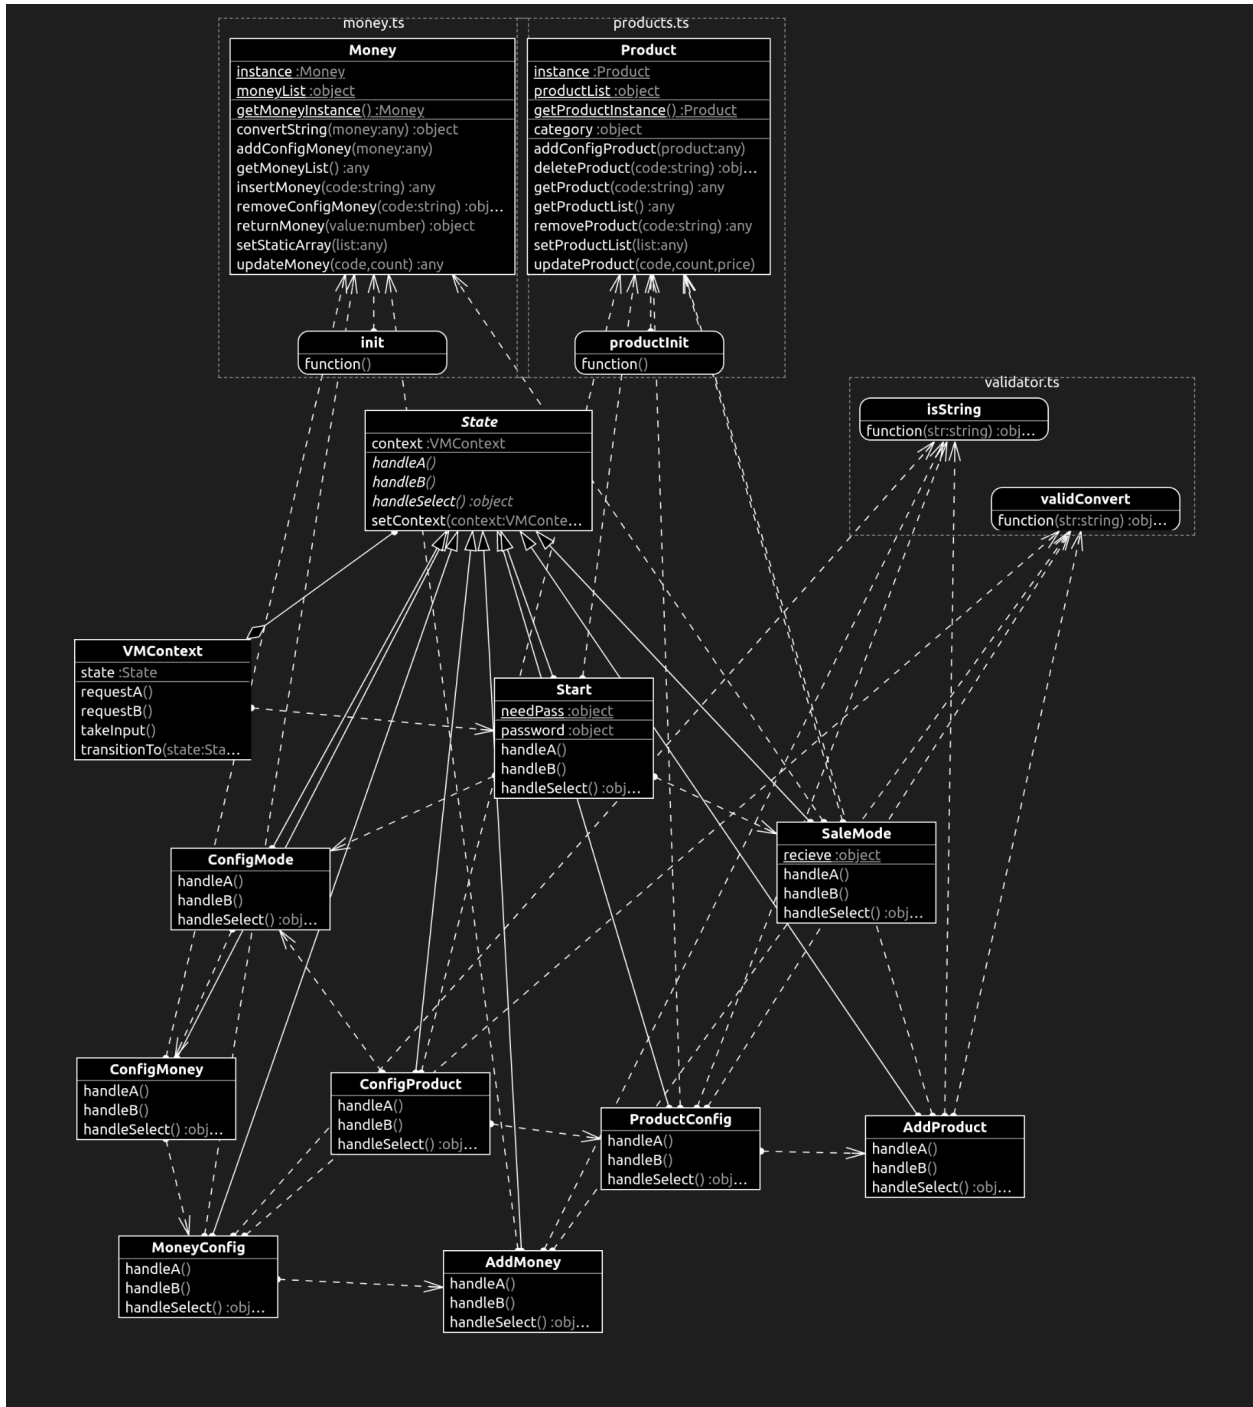 money.ts
Money
instance :Money
moneyList :object
getMoneyInstance() :Money
convertString(money:any) :object
addConfigMoney(money:any)
getMoneyList() :any
insertMoney(code:string) :any
removeConfigMoney(code:string) :obj...
returnMoney(value:number) :object
setStaticArray(list:any)
updateMoney(code,count) :any
init
function()
products.ts
Product
instance :Product
productList :object
getProductInstance() :Product
category :object
addConfigProduct(product:any)
deleteProduct(code:string) :obj...
getProduct(code:string) :any
getProductList() :any
removeProduct(code:string) :any
setProductList(list:any)
updateProduct(code,count,price)
productInit
function()
validator.ts
isString
function(str:string) :obj...
validConvert
function(str:string) :obj...
State
context :VMContext
handleA()
handleB()
handleSelect() :object
setContext(context:VMConte...
VMContext
state :State
requestA()
requestB()
takeInput()
transitionTo(state:Sta...
Start
needPass :object
password :object
handleA()
handleB()
handleSelect() :obj...
SaleMode
recieve :object
handleA()
handleB()
handleSelect() :obj...
ConfigMode
handleA()
handleB()
handleSelect() :obj...
ConfigMoney
handleA()
handleB()
handleSelect() :obj...
ConfigProduct
handleA()
handleB()
handleSelect() :obj...
ProductConfig
handleA()
handleB()
handleSelect() :obj...
AddProduct
handleA()
handleB()
handleSelect() :obj...
MoneyConfig
handleA()
handleB()
handleSelect() :obj...
AddMoney
handleA()
handleB()
handleSelect() :obj...